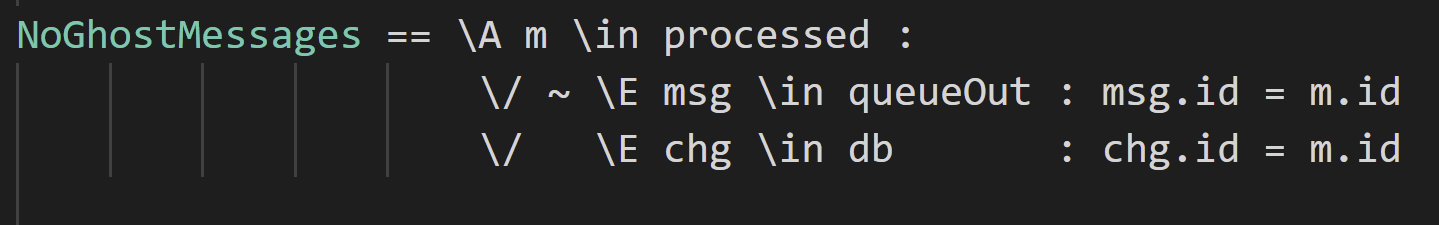 NoGhostMessages == \A m \in processed :
\/ ~ \E msg \in queueOut : msg.id = m.id
\/   \E chg \in db       : chg.id = m.id